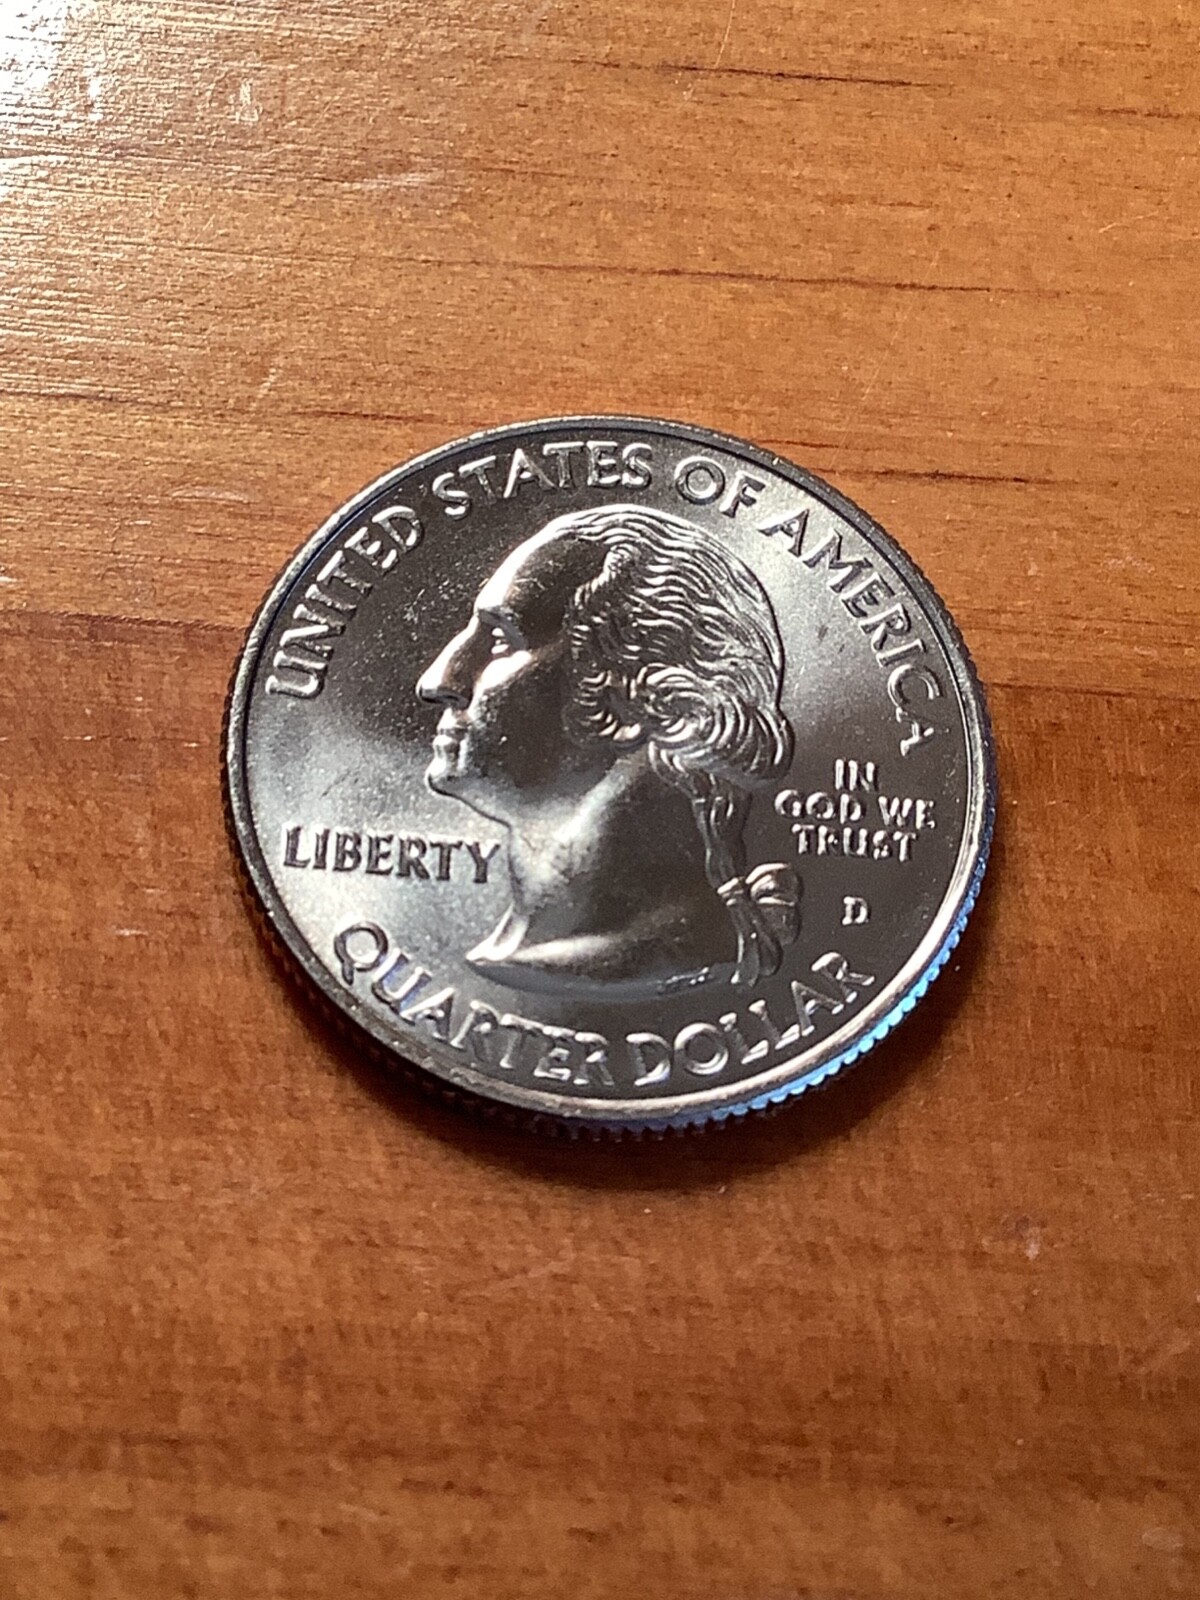 UNITED STATES OF AMERICA
LIBERTY
IN
GOD WE
TRUST
D
QUARTER DOLLAR